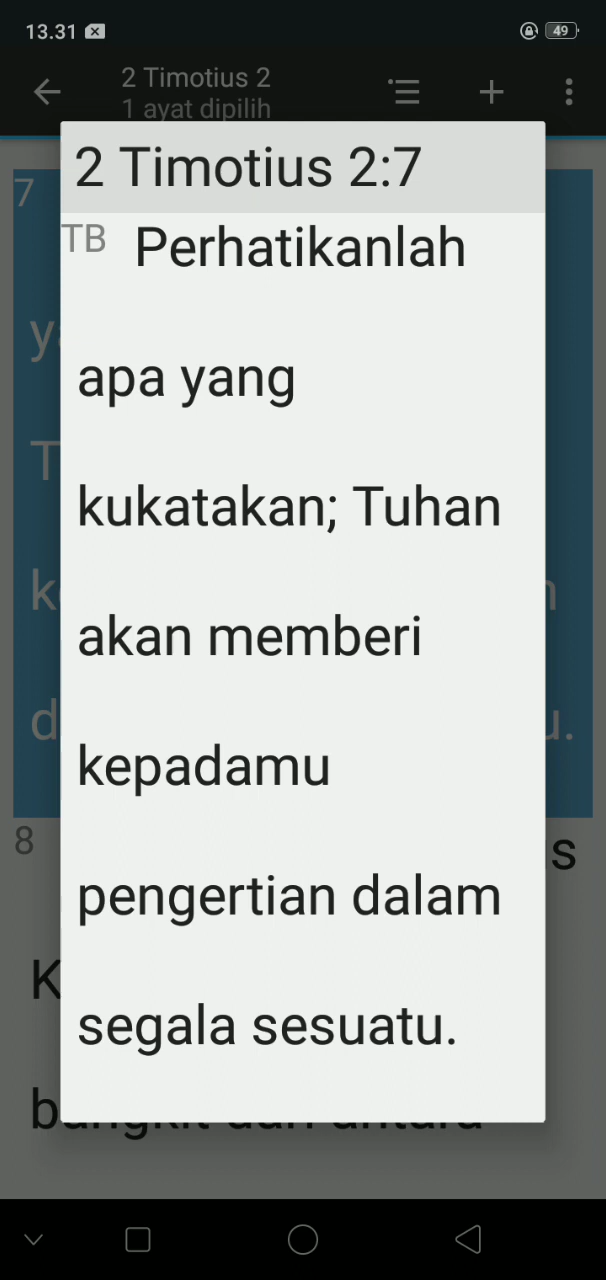 13.31
49
2 Timotius 2
1 ayat dipilih
2 Timotius 2:7
7
TB Perhatikanlah
apa yang
kukatakan; Tuhan
akan memberi
kepadamu
pengertian dalam
segala sesuatu.
8